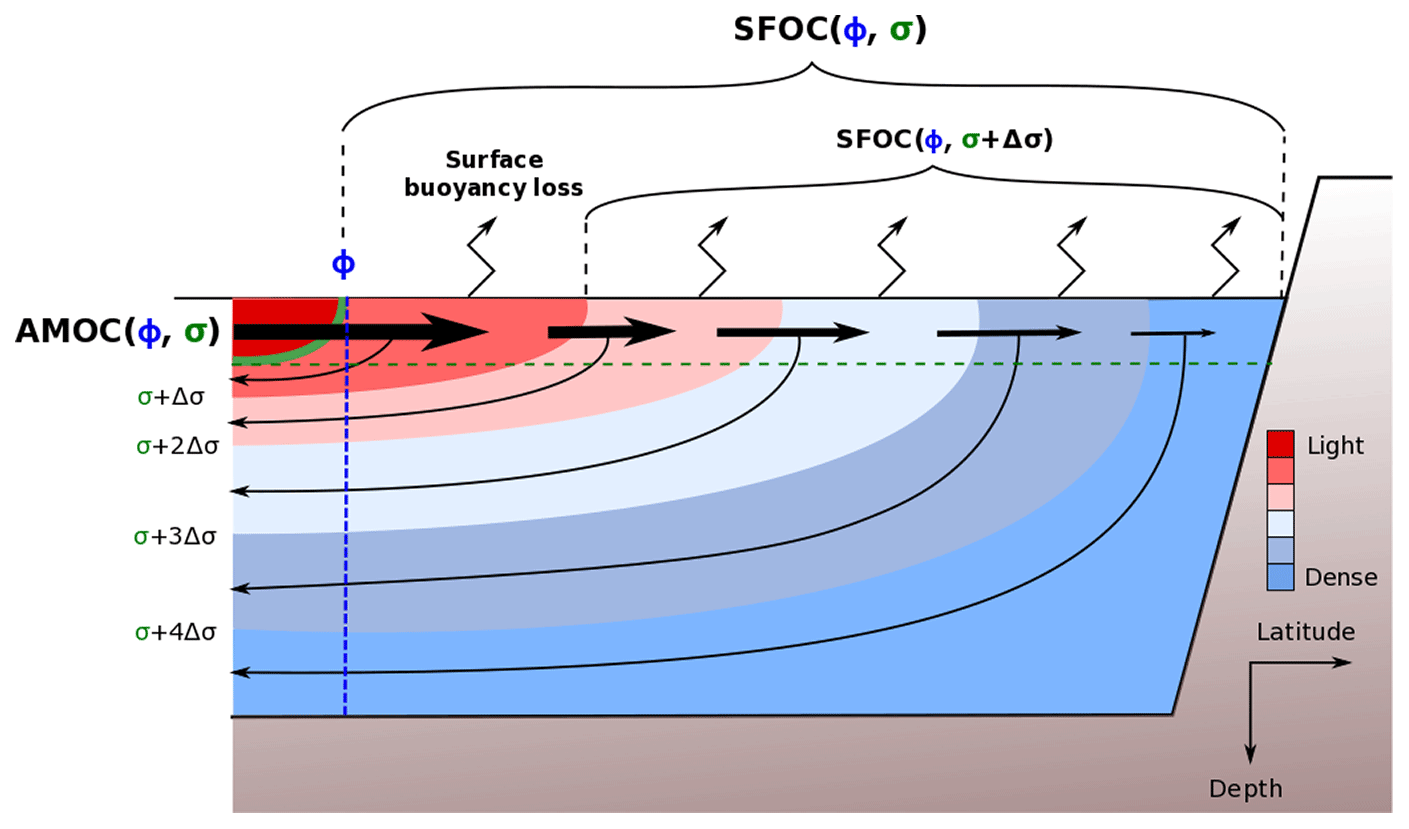 SFOC(ϕ, σ)
SFOC(ϕ, σ+Δσ)
Surface
buoyancy loss
ϕ
AMOC(ϕ, σ)
σ+Δσ
σ+2Δσ
σ+3Δσ
σ+4Δσ
Light
Dense
Latitude
Depth